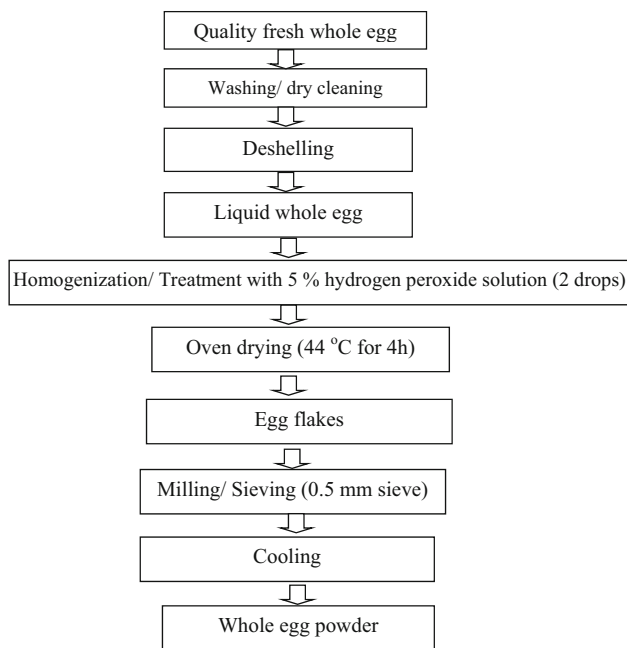 Quality fresh whole egg
Washing/ dry cleaning
Deshelling
Liquid whole egg
Homogenization/ Treatment with 5 % hydrogen peroxide solution (2 drops)
Oven drying (44 °C for 4h)
Egg flakes
Milling/ Sieving (0.5 mm sieve)
Cooling
Whole egg powder